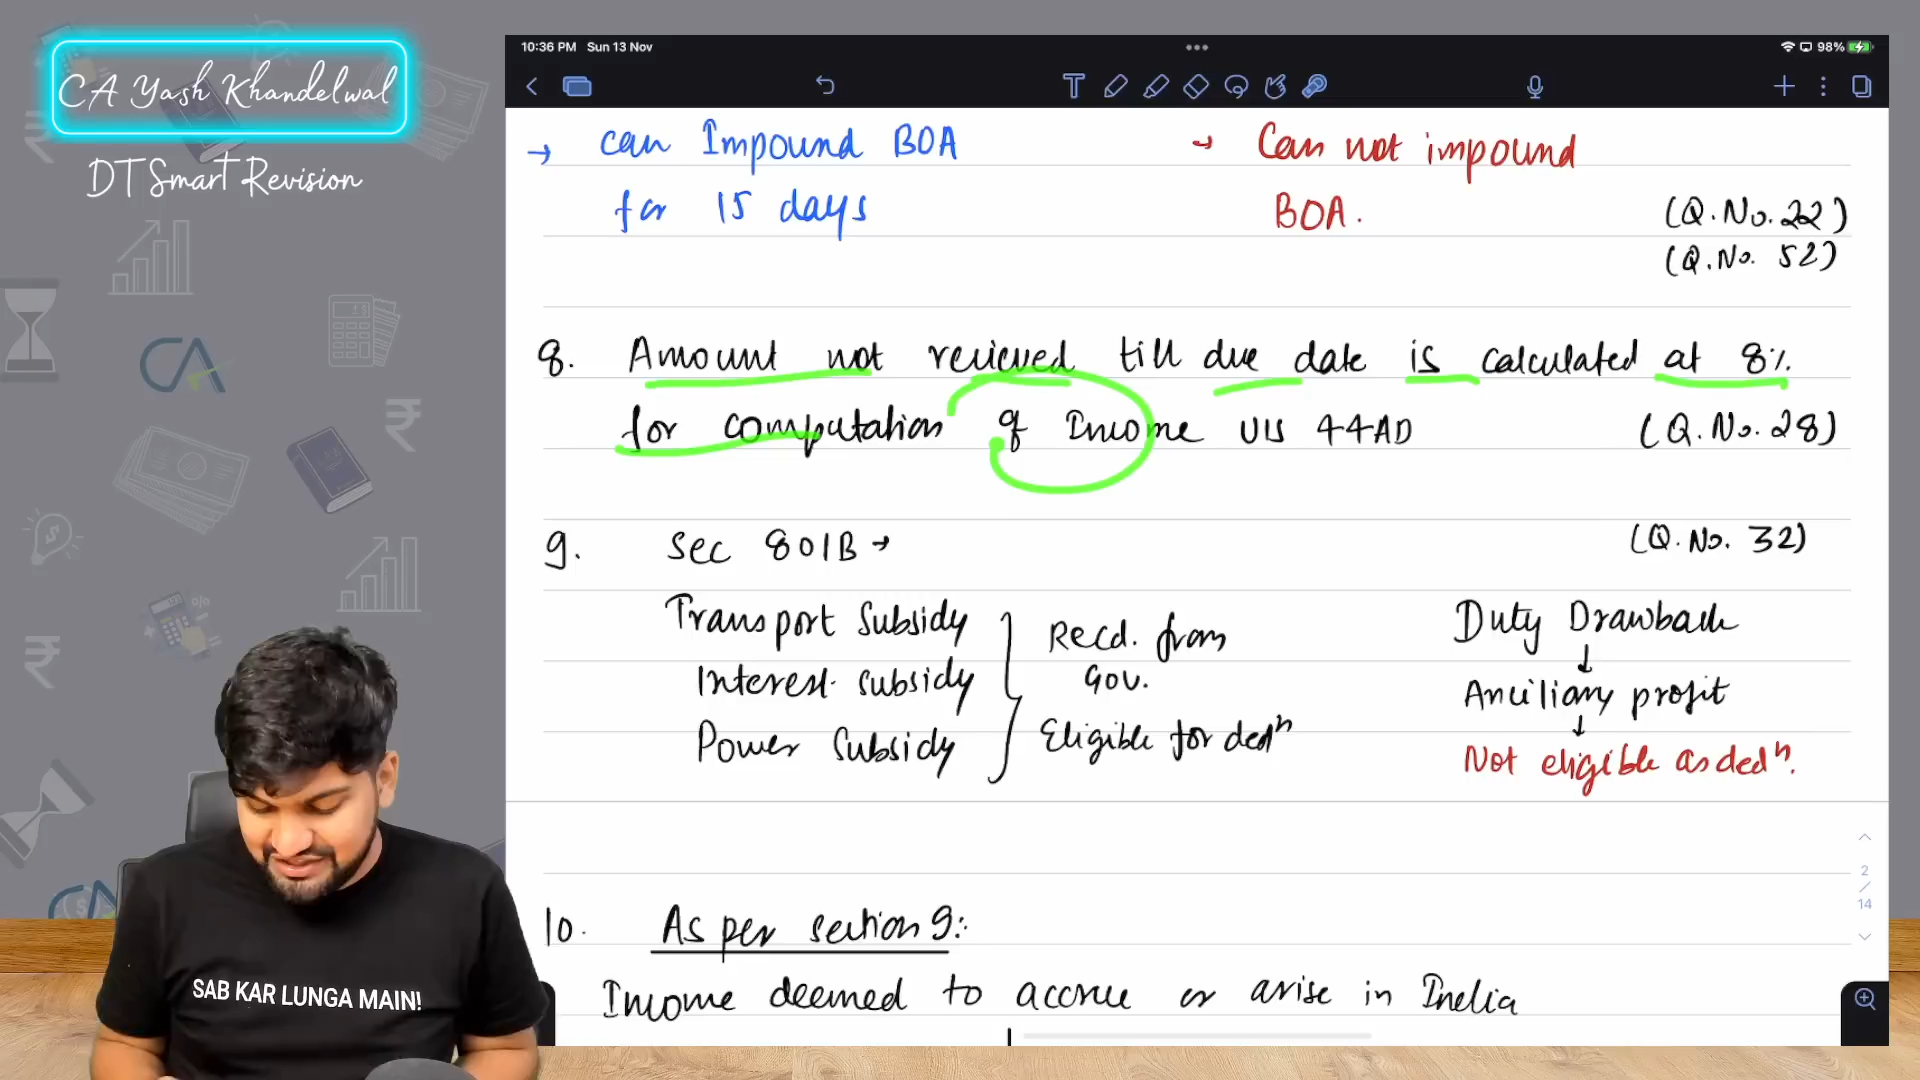 CA Yash Khandelwal
DT Smart Revision
10:36 PM Sun 13 Nov
98%
→ can Impound BOA
for 15 days
→ Can not impound
BOA.
(Q.No.22)
(Q.No. 52)
8. Amount not recieved till due date is calculated at 8%
for computation of Income U/S 44AD (Q.No.28)
9. Sec 80IB → (Q.No. 32)
Transport Subsidy
Interest Subsidy
Power Subsidy
Recd. from
Gov.
Eligible for dedⁿ
Duty Drawback
↓
Anciliary profit
↓
Not eligible as dedⁿ.
10. As per section 9:
Income deemed to accrue or arise in India
2
/
14
CA
SAB KAR LUNGA MAIN!